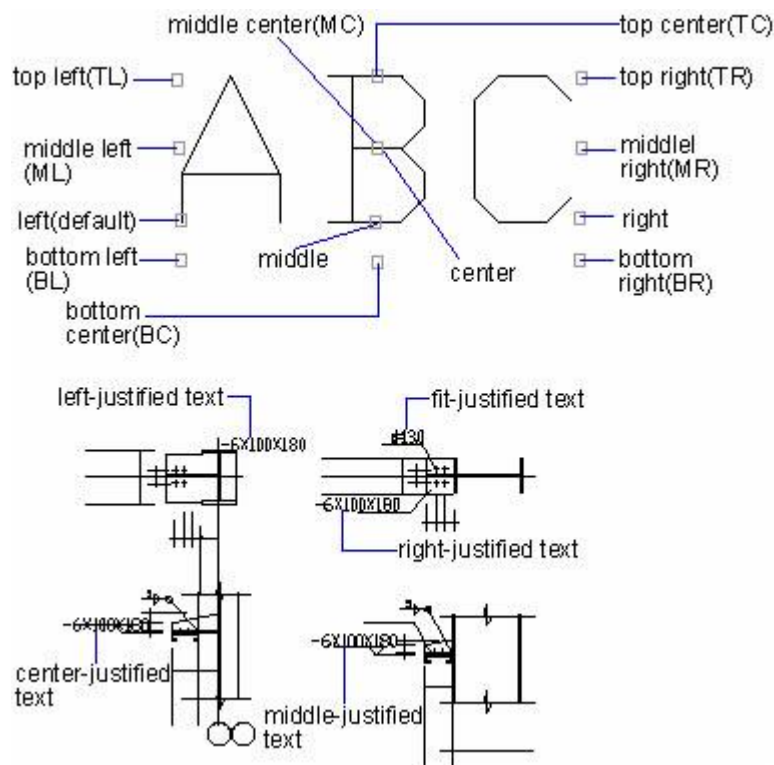 middle center(MC)
top center(TC)
top left(TL)
top right(TR)
middle left
(ML)
middlel
right(MR)
left(default)
right
bottom left
(BL)
middle
center
bottom
right(BR)
bottom
center(BC)
left-justified text
fit-justified text
-6X100X180
-6X100X180
right-justified text
-6X100X180
-6X100X180
center-justified
text
middle-justified
text